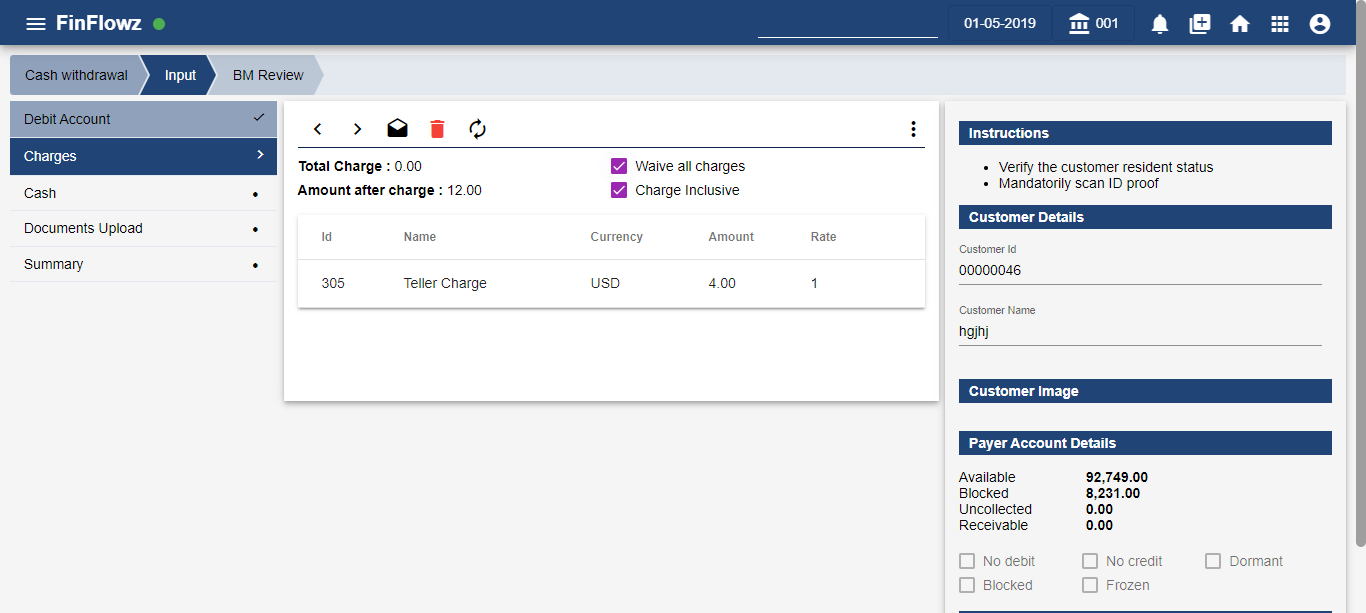 FinFlowz
01-05-2019
001
Cash withdrawal
Input
BM Review
Debit Account
Charges
Cash
Documents Upload
Summary
Total Charge : 0.00
Waive all charges
Amount after charge : 12.00
Charge Inclusive
Id Name Currency Amount Rate
305 Teller Charge USD 4.00 1
Instructions
• Verify the customer resident status
• Mandatorily scan ID proof
Customer Details
Customer Id
00000046
Customer Name
hgjhj
Customer Image
Payer Account Details
Available 92,749.00
Blocked 8,231.00
Uncollected 0.00
Receivable 0.00
No debit No credit Dormant
Blocked Frozen